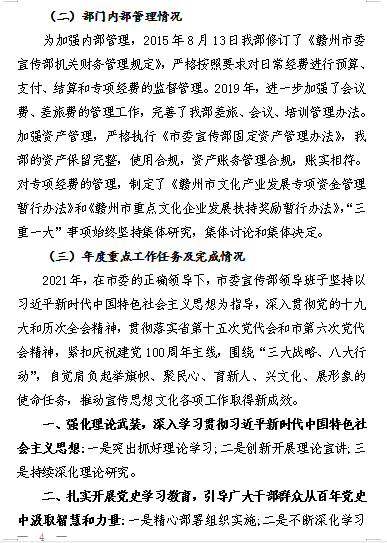 （二）部门内部管理情况
为加强内部管理，2015年8月13日我部修订了《赣州市委
宣传部机关财务管理规定》，严格按照要求对日常经费进行预算、
支付、结算和专项经费的监督管理。2019年，进一步加强了会议
费、差旅费的管理工作，完善了我部差旅、会议、培训管理办法。
加强资产管理，严格执行《市委宣传部固定资产管理办法》，我
部的资产保留完整，使用合规，资产账务管理合规，账实相符。
对专项经费的管理，制定了《赣州市文化产业发展专项资金管理
暂行办法》和《赣州市重点文化企业发展扶持奖励暂行办法》，“三
重一大”事项始终坚持集体研究，集体讨论和集体决定。
（三）年度重点工作任务及完成情况
2021年，在市委的正确领导下，市委宣传部领导班子坚持以
习近平新时代中国特色社会主义思想为指导，深入贯彻党的十九
大和历次全会精神，贯彻落实省第十五次党代会和市第六次党代
会精神，紧扣庆祝建党100周年主线，围绕“三大战略、八大行
动”，自觉肩负起举旗帜、聚民心、育新人、兴文化、展形象的
使命任务，推动宣传思想文化各项工作取得新成效。
一、强化理论武装，深入学习贯彻习近平新时代中国特色社
会主义思想：一是突出抓好理论学习；二是创新开展理论宣讲；三
是持续深化理论研究。
二、扎实开展党史学习教育，引导广大干部群众从百年党史
中汲取智慧和力量：一是精心部署组织实施；二是不断深化学习
— 4 —